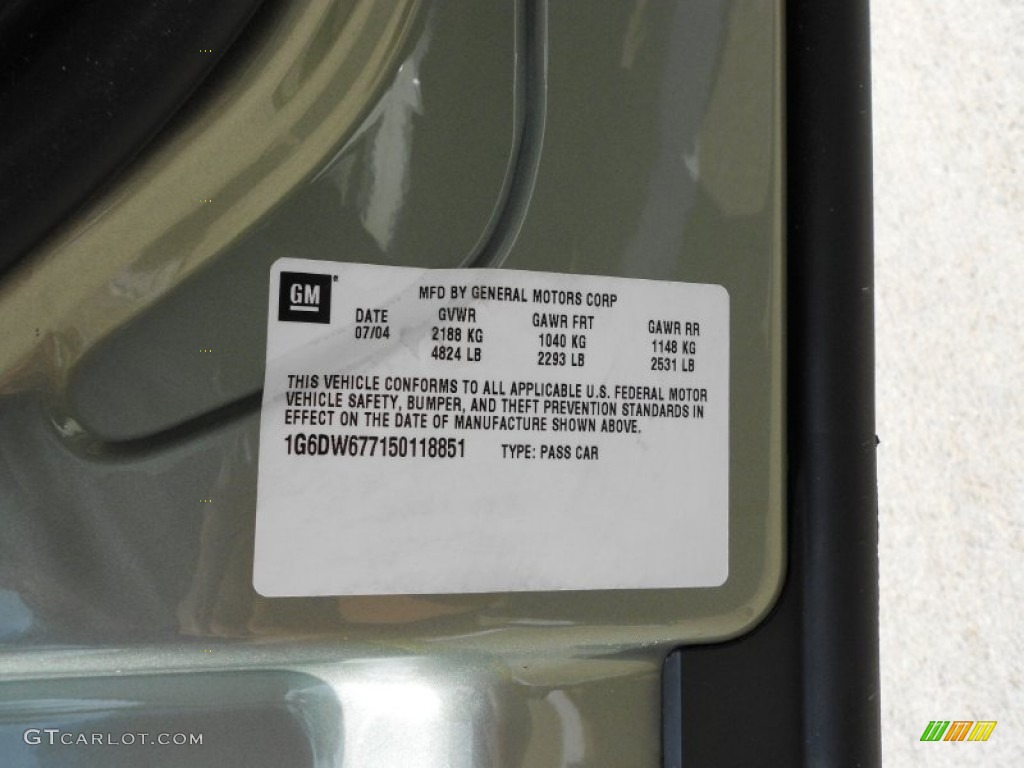 GM
MFD BY GENERAL MOTORS CORP
DATE GVWR GAWR FRT GAWR RR
07/04 2188 KG 1040 KG 1148 KG
4824 LB 2293 LB 2531 LB
THIS VEHICLE CONFORMS TO ALL APPLICABLE U.S. FEDERAL MOTOR
VEHICLE SAFETY, BUMPER, AND THEFT PREVENTION STANDARDS IN
EFFECT ON THE DATE OF MANUFACTURE SHOWN ABOVE.
1G6DW677150118851 TYPE: PASS CAR
GTCARLOT.COM